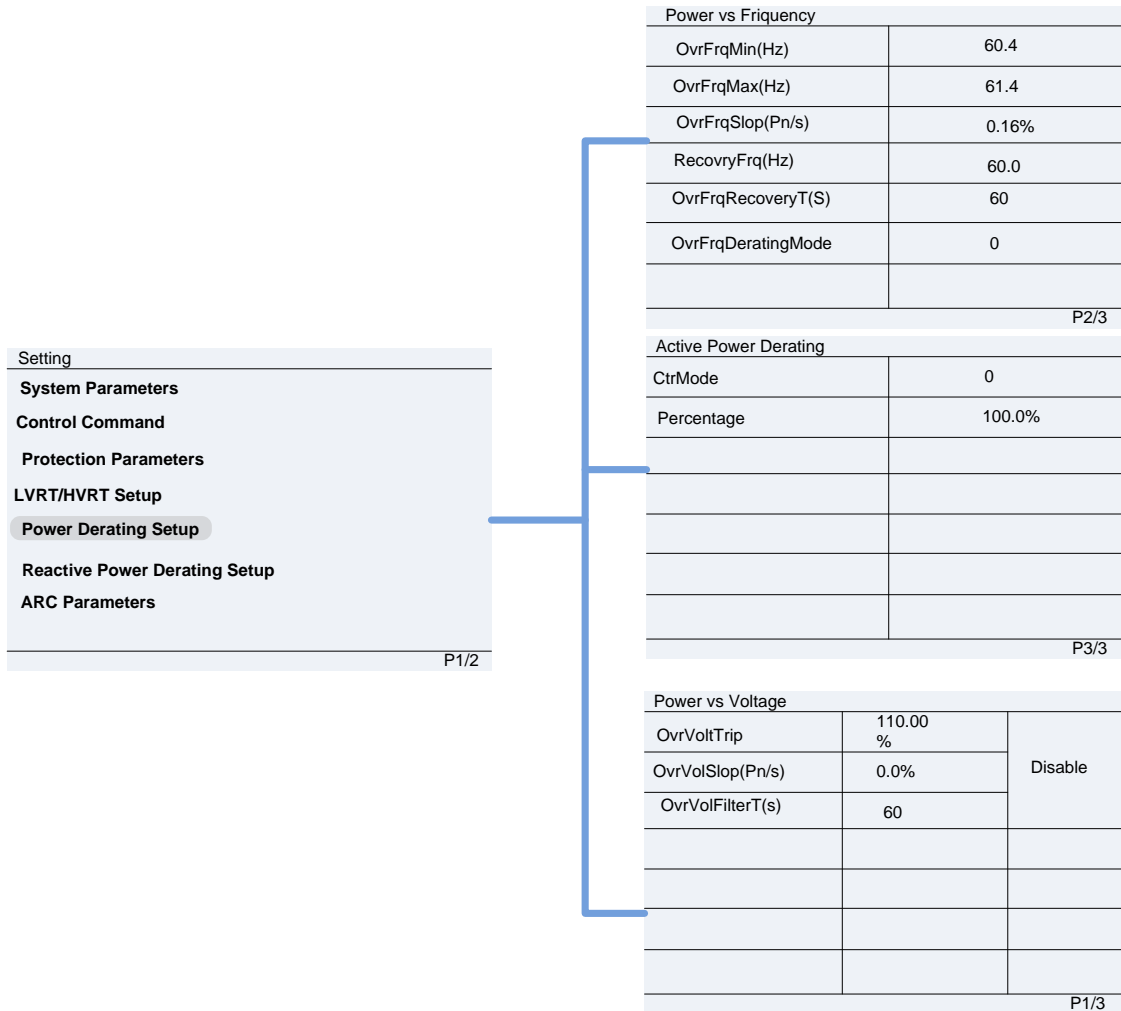 Setting
System Parameters
Control Command
Protection Parameters
LVRT/HVRT Setup
Power Derating Setup
Reactive Power Derating Setup
ARC Parameters
P1/2
Power vs Friquency
OvrFrqMin(Hz) 60.4
OvrFrqMax(Hz) 61.4
OvrFrqSlop(Pn/s) 0.16%
RecovryFrq(Hz) 60.0
OvrFrqRecoveryT(S) 60
OvrFrqDeratingMode 0
P2/3
Active Power Derating
CtrMode 0
Percentage 100.0%
P3/3
Power vs Voltage
OvrVoltTrip 110.00
%
OvrVolSlop(Pn/s) 0.0% Disable
OvrVolFilterT(s) 60
P1/3